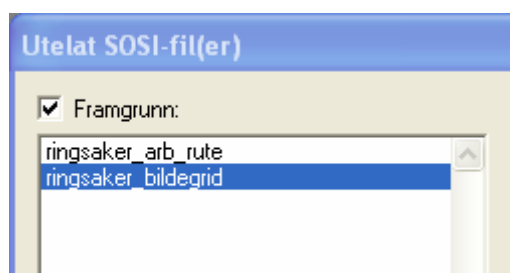 Utelat SOSI-fil(er)
Framgrunn:
ringsaker_arb_rute
ringsaker_bildegrid